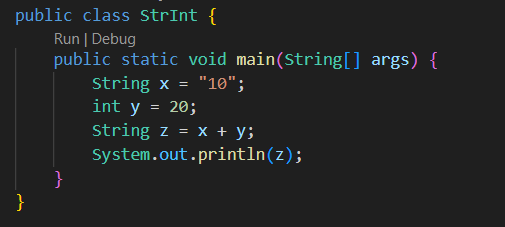 public class StrInt {
Run | Debug
public static void main(String[] args) {
String x = "10";
int y = 20;
String z = x + y;
System.out.println(z);
}
}